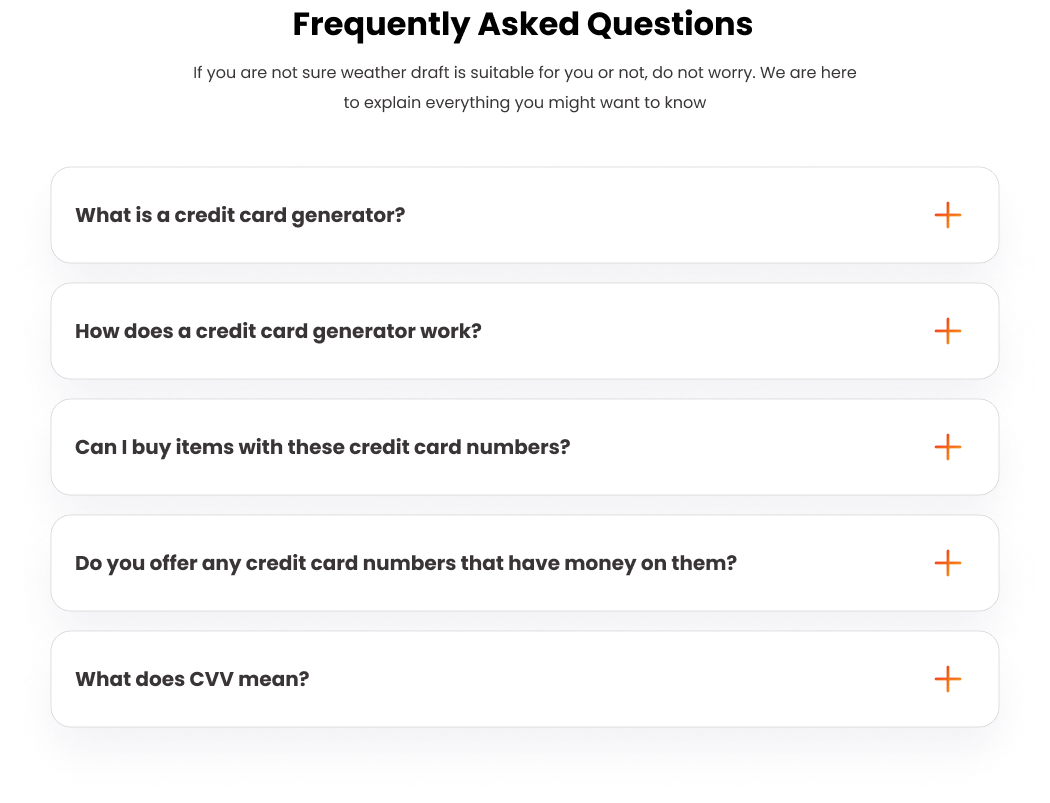 Frequently Asked Questions
If you are not sure weather draft is suitable for you or not, do not worry. We are here
to explain everything you might want to know
What is a credit card generator?
How does a credit card generator work?
Can I buy items with these credit card numbers?
Do you offer any credit card numbers that have money on them?
What does CVV mean?